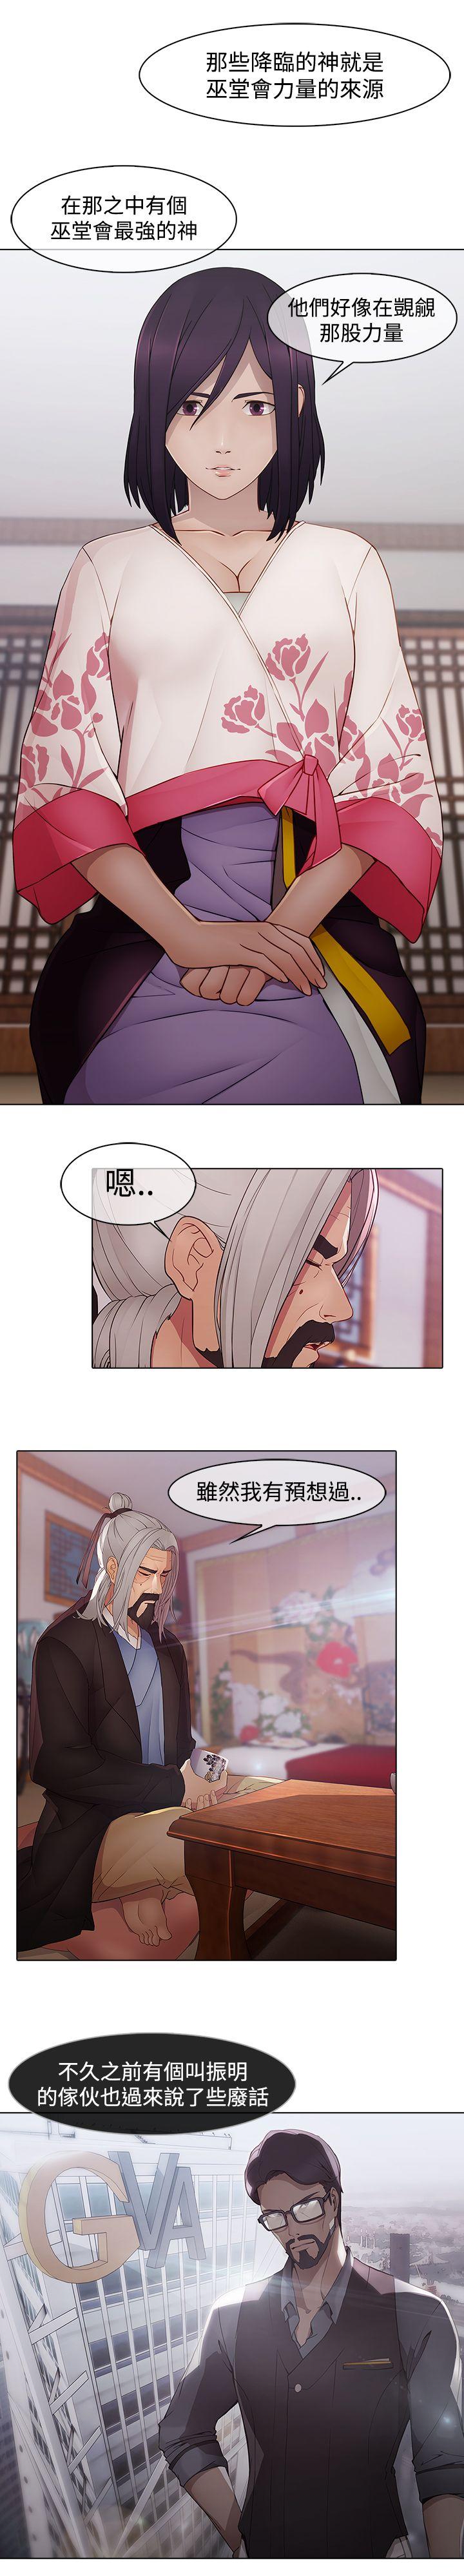 那些降臨的神就是
巫堂會力量的來源
在那之中有個
巫堂會最強的神
他們好像在覬覦
那股力量
嗯..
雖然我有預想過..
不久之前有個叫振明
的傢伙也過來說了些廢話
GVA